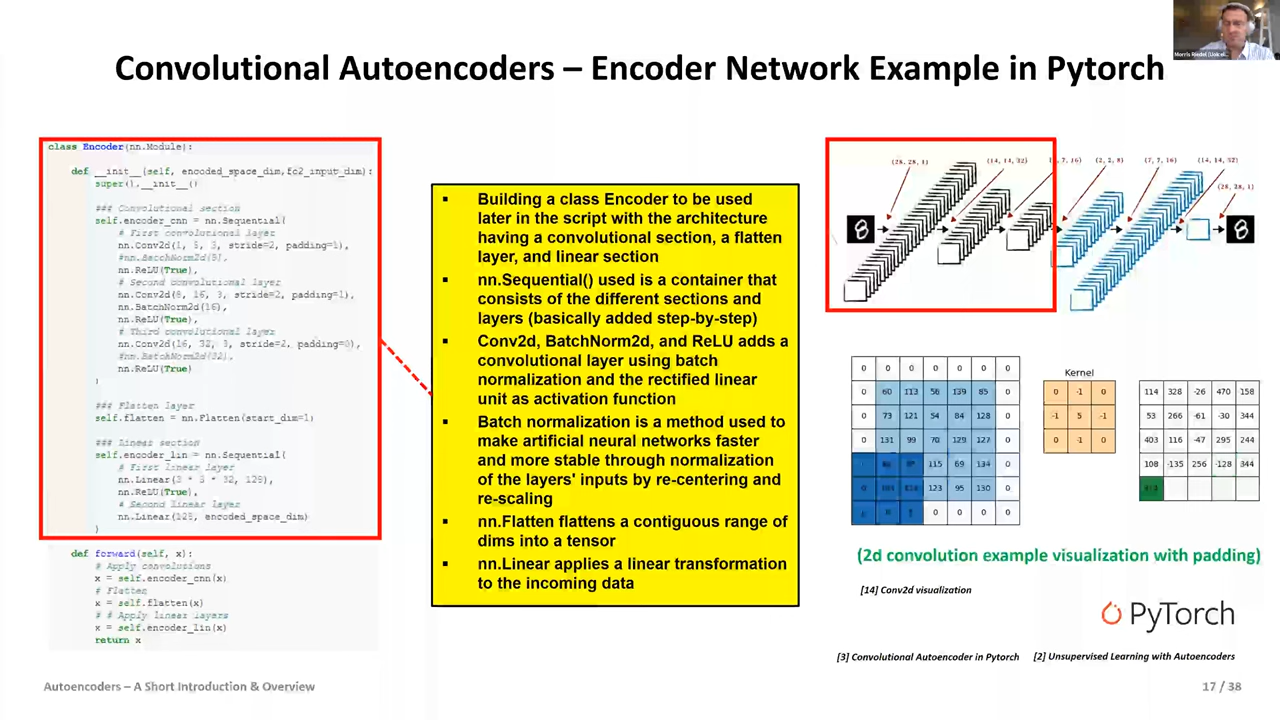 Morris Riedel
Convolutional Autoencoders – Encoder Network Example in Pytorch
class Encoder(nn.Module):
def __init__(self, encoded_space_dim,fc2_input_dim):
super().__init__()
### Convolutional section
self.encoder_cnn = nn.Sequential(
# First convolutional layer
nn.Conv2d(1, 8, 3, stride=2, padding=1),
#nn.BatchNorm2d(8),
nn.ReLU(True),
# Second convolutional layer
nn.Conv2d(8, 16, 3, stride=2, padding=1),
nn.BatchNorm2d(16),
nn.ReLU(True),
# Third convolutional layer
nn.Conv2d(16, 32, 3, stride=2, padding=0),
#nn.BatchNorm2d(32),
nn.ReLU(True)
)
### Flatten layer
self.flatten = nn.Flatten(start_dim=1)
### Linear section
self.encoder_lin = nn.Sequential(
# First linear layer
nn.Linear(3 * 3 * 32, 128),
nn.ReLU(True),
# Second linear layer
nn.Linear(128, encoded_space_dim)
)
def forward(self, x):
# Apply convolutions
x = self.encoder_cnn(x)
# Flatten
x = self.flatten(x)
# # Apply linear layers
x = self.encoder_lin(x)
return x
▪ Building a class Encoder to be used
later in the script with the architecture
having a convolutional section, a flatten
layer, and linear section
▪ nn.Sequential() used is a container that
consists of the different sections and
layers (basically added step-by-step)
▪ Conv2d, BatchNorm2d, and ReLU adds a
convolutional layer using batch
normalization and the rectified linear
unit as activation function
▪ Batch normalization is a method used to
make artificial neural networks faster
and more stable through normalization
of the layers' inputs by re-centering and
re-scaling
▪ nn.Flatten flattens a contiguous range of
dims into a tensor
▪ nn.Linear applies a linear transformation
to the incoming data
(28, 28, 1) (14, 14, 32) 7, 16) (2, 2, 8) (7, 7, 16) (14, 14, 32)
(28, 28, 1)
8 8
0 0 0 0 0 0 0
0 60 113 56 139 85 0
0 73 121 54 84 128 0
0 131 99 70 129 127 0
115 69 134 0
123 95 130 0
0 0 0 0
Kernel
0 -1 0
-1 5 -1
0 -1 0
114 328 -26 470 158
53 266 -61 -30 344
403 116 -47 295 244
108 -135 256 -128 344
(2d convolution example visualization with padding)
[14] Conv2d visualization
PyTorch
[3] Convolutional Autoencoder in Pytorch [2] Unsupervised Learning with Autoencoders
Autoencoders – A Short Introduction & Overview
17 / 38